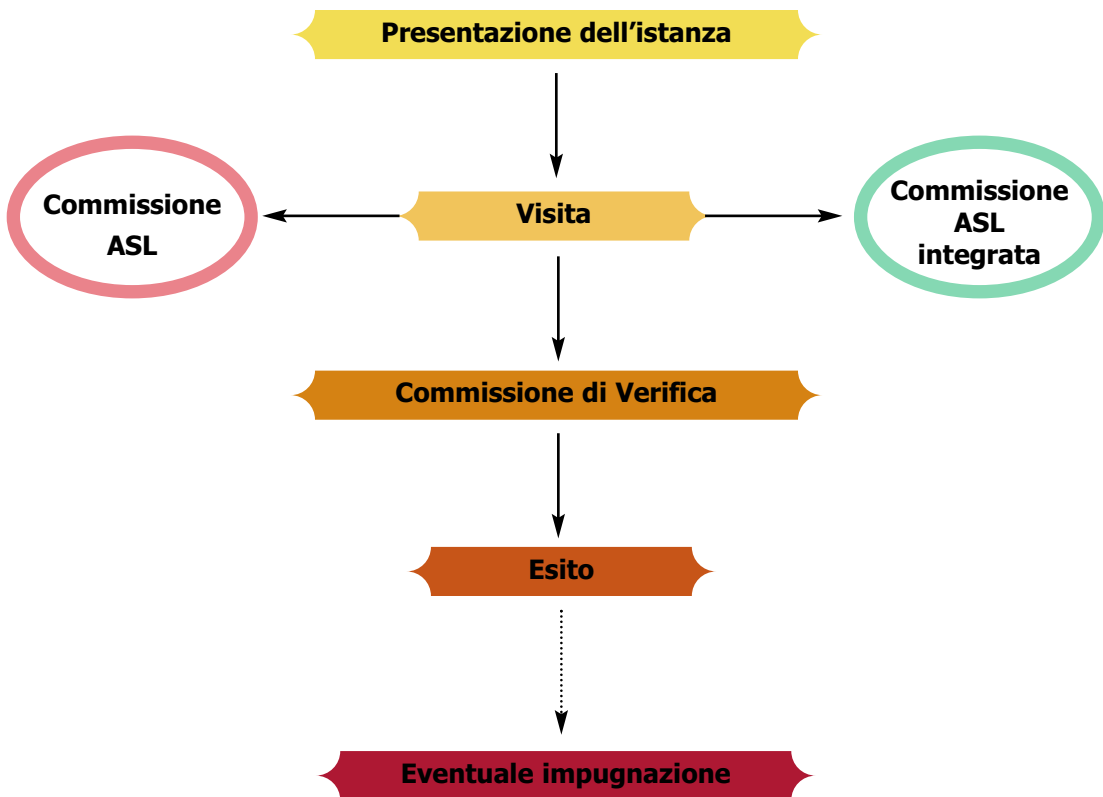 Presentazione dell’istanza
Commissione
ASL
Visita
Commissione
ASL
integrata
Commissione di Verifica
Esito
Eventuale impugnazione